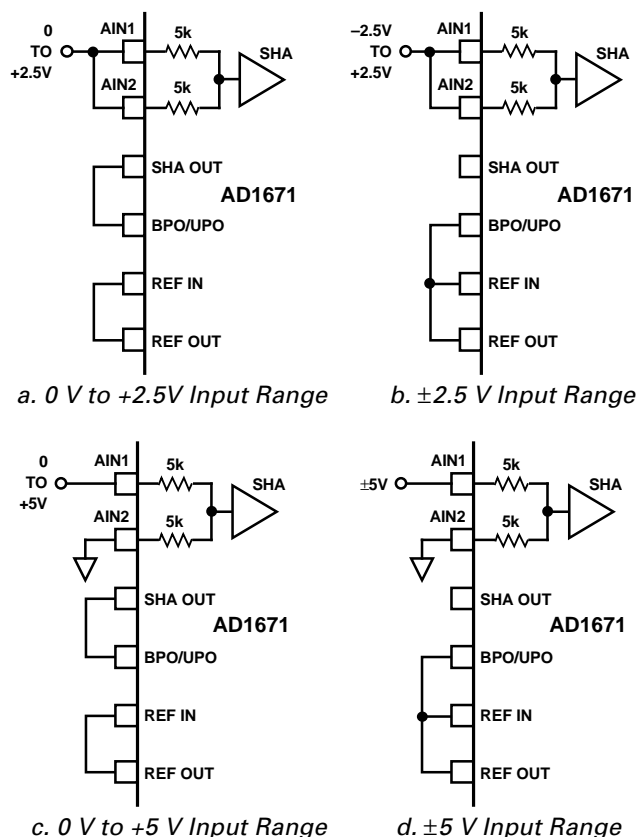 0
TO
+2.5V
AIN1
5k
SHA
AIN2
5k
SHA OUT
AD1671
BPO/UPO
REF IN
REF OUT
a. 0 V to +2.5V Input Range
–2.5V
TO
+2.5V
AIN1
5k
SHA
AIN2
5k
SHA OUT
AD1671
BPO/UPO
REF IN
REF OUT
b. ±2.5 V Input Range
0
TO
+5V
AIN1
5k
SHA
AIN2
5k
SHA OUT
AD1671
BPO/UPO
REF IN
REF OUT
c. 0 V to +5 V Input Range
±5V
AIN1
5k
SHA
AIN2
5k
SHA OUT
AD1671
BPO/UPO
REF IN
REF OUT
d. ±5 V Input Range